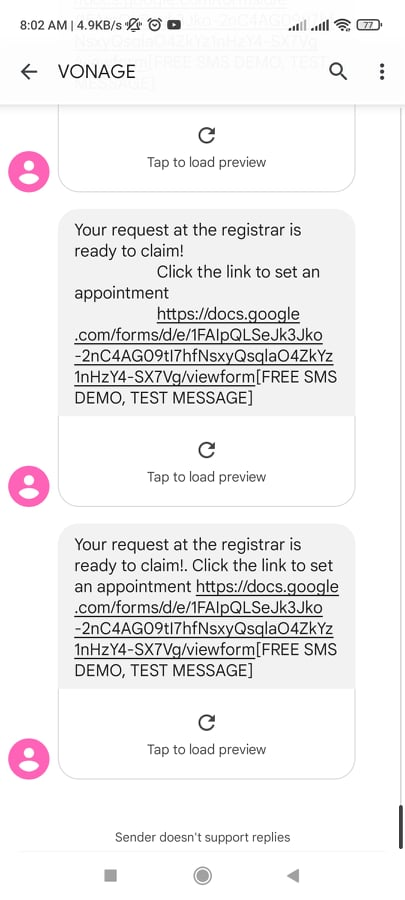 8:02 AM | 4.9KB/s
77
VONAGE
Tap to load preview
Your request at the registrar is
ready to claim!
Click the link to set an
appointment
https://docs.google
.com/forms/d/e/1FAIpQLSeJk3Jko
-2nC4AG09tI7hfNsxyQsqlaO4ZkYz
1nHzY4-SX7Vg/viewform[FREE SMS
DEMO, TEST MESSAGE]
Tap to load preview
Your request at the registrar is
ready to claim!. Click the link to set
an appointment https://docs.google
.com/forms/d/e/1FAIpQLSeJk3Jko
-2nC4AG09tI7hfNsxyQsqlaO4ZkYz
1nHzY4-SX7Vg/viewform[FREE SMS
DEMO, TEST MESSAGE]
Tap to load preview
Sender doesn't support replies